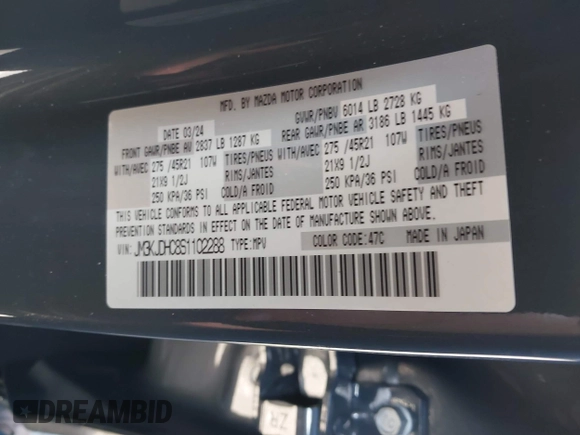 MFD. BY MAZDA MOTOR CORPORATION
DATE 03/24 GVWR/PNBV 6014 LB 2728 KG
FRONT GAWR/PNBE AV 2837 LB 1287 KG REAR GAWR/PNBE AR 3186 LB 1445 KG
WITH/AVEC 275 /45R21 107W TIRES/PNEUS WITH/AVEC 275 /45R21 107W TIRES/PNEUS
21X9 1/2J RIMS/JANTES 21X9 1/2J RIMS/JANTES
250 KPA/36 PSI COLD/A FROID 250 KPA/36 PSI COLD/A FROID
THIS VEHICLE CONFORMS TO ALL APPLICABLE FEDERAL MOTOR VEHICLE SAFETY AND THEFT
PREVENTION STANDARDS IN EFFECT ON THE DATE OF MANUFACTURE SHOWN ABOVE.
VIN: JM3KJDHC851102288 TYPE:MPV COLOR CODE:47C MADE IN JAPAN
ZR
DREAMBID